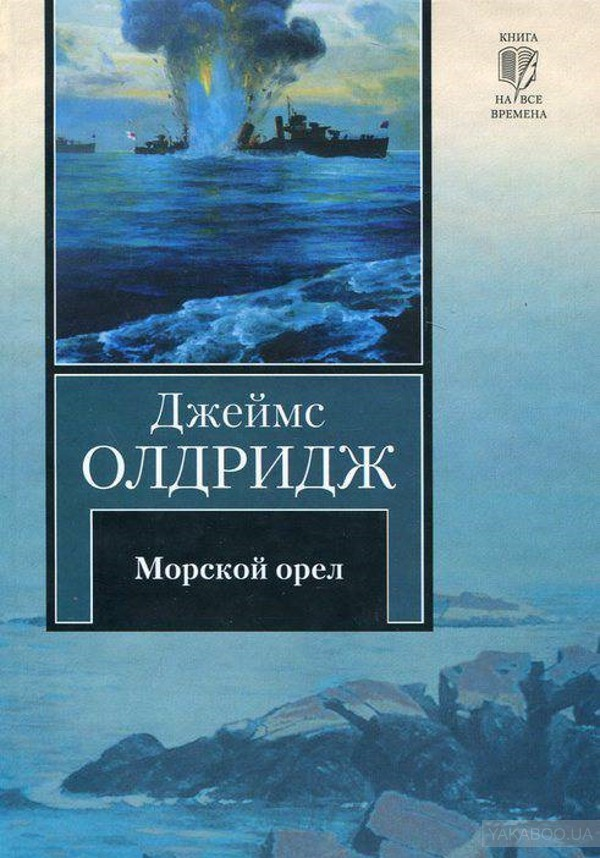 КНИГА
НА ВСЕ
ВРЕМЕНА
Джеймс
ОЛДРИДЖ
Морской орел
YAKABOO.UA